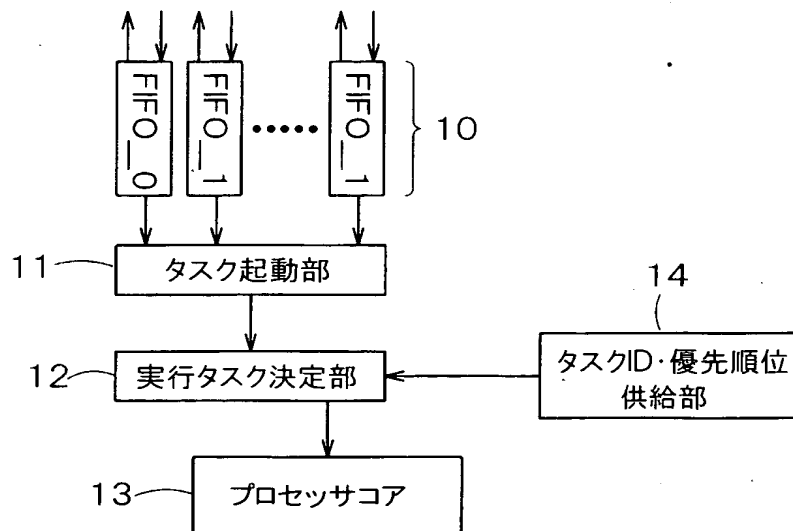 FIFO_0
FIFO_1
FIFO_1
10
11
タスク起動部
14
12
実行タスク決定部
タスクID・優先順位
供給部
13
プロセッサコア